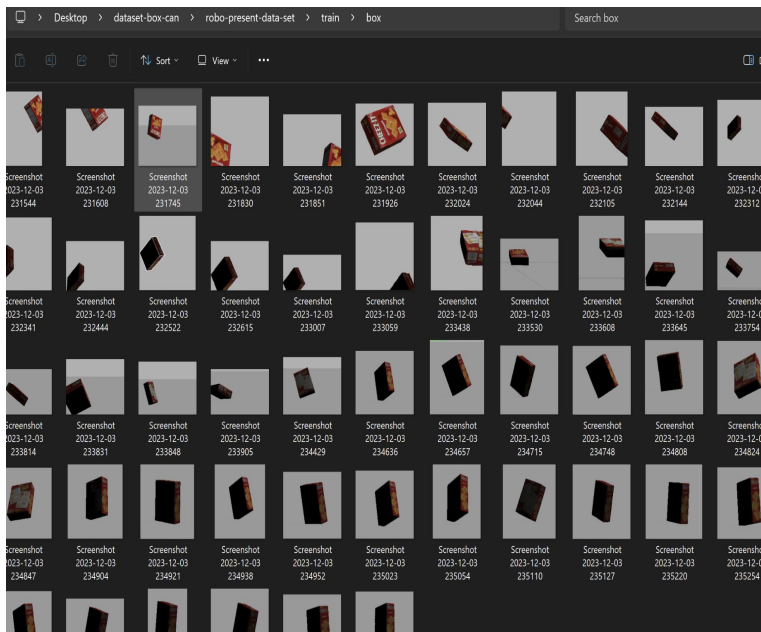 > Desktop > dataset-box-can > robo-present-data-set > train > box
Search box
Sort
View
Screenshot 2023-12-03 231544
Screenshot 2023-12-03 231608
Screenshot 2023-12-03 231745
Screenshot 2023-12-03 231830
Screenshot 2023-12-03 231851
Screenshot 2023-12-03 231926
Screenshot 2023-12-03 232024
Screenshot 2023-12-03 232044
Screenshot 2023-12-03 232105
Screenshot 2023-12-03 232144
Screensh 2023-12-0 232312
Screenshot 2023-12-03 232341
Screenshot 2023-12-03 232444
Screenshot 2023-12-03 232522
Screenshot 2023-12-03 232615
Screenshot 2023-12-03 233007
Screenshot 2023-12-03 233059
Screenshot 2023-12-03 233438
Screenshot 2023-12-03 233530
Screenshot 2023-12-03 233608
Screenshot 2023-12-03 233645
Screensh 2023-12-0 233754
Screenshot 2023-12-03 233814
Screenshot 2023-12-03 233831
Screenshot 2023-12-03 233848
Screenshot 2023-12-03 233905
Screenshot 2023-12-03 234429
Screenshot 2023-12-03 234636
Screenshot 2023-12-03 234657
Screenshot 2023-12-03 234715
Screenshot 2023-12-03 234748
Screenshot 2023-12-03 234808
Screensh 2023-12-0 234824
Screenshot 2023-12-03 234847
Screenshot 2023-12-03 234904
Screenshot 2023-12-03 234921
Screenshot 2023-12-03 234938
Screenshot 2023-12-03 234952
Screenshot 2023-12-03 235023
Screenshot 2023-12-03 235054
Screenshot 2023-12-03 235110
Screenshot 2023-12-03 235127
Screenshot 2023-12-03 235220
Screensh 2023-12-0 235254